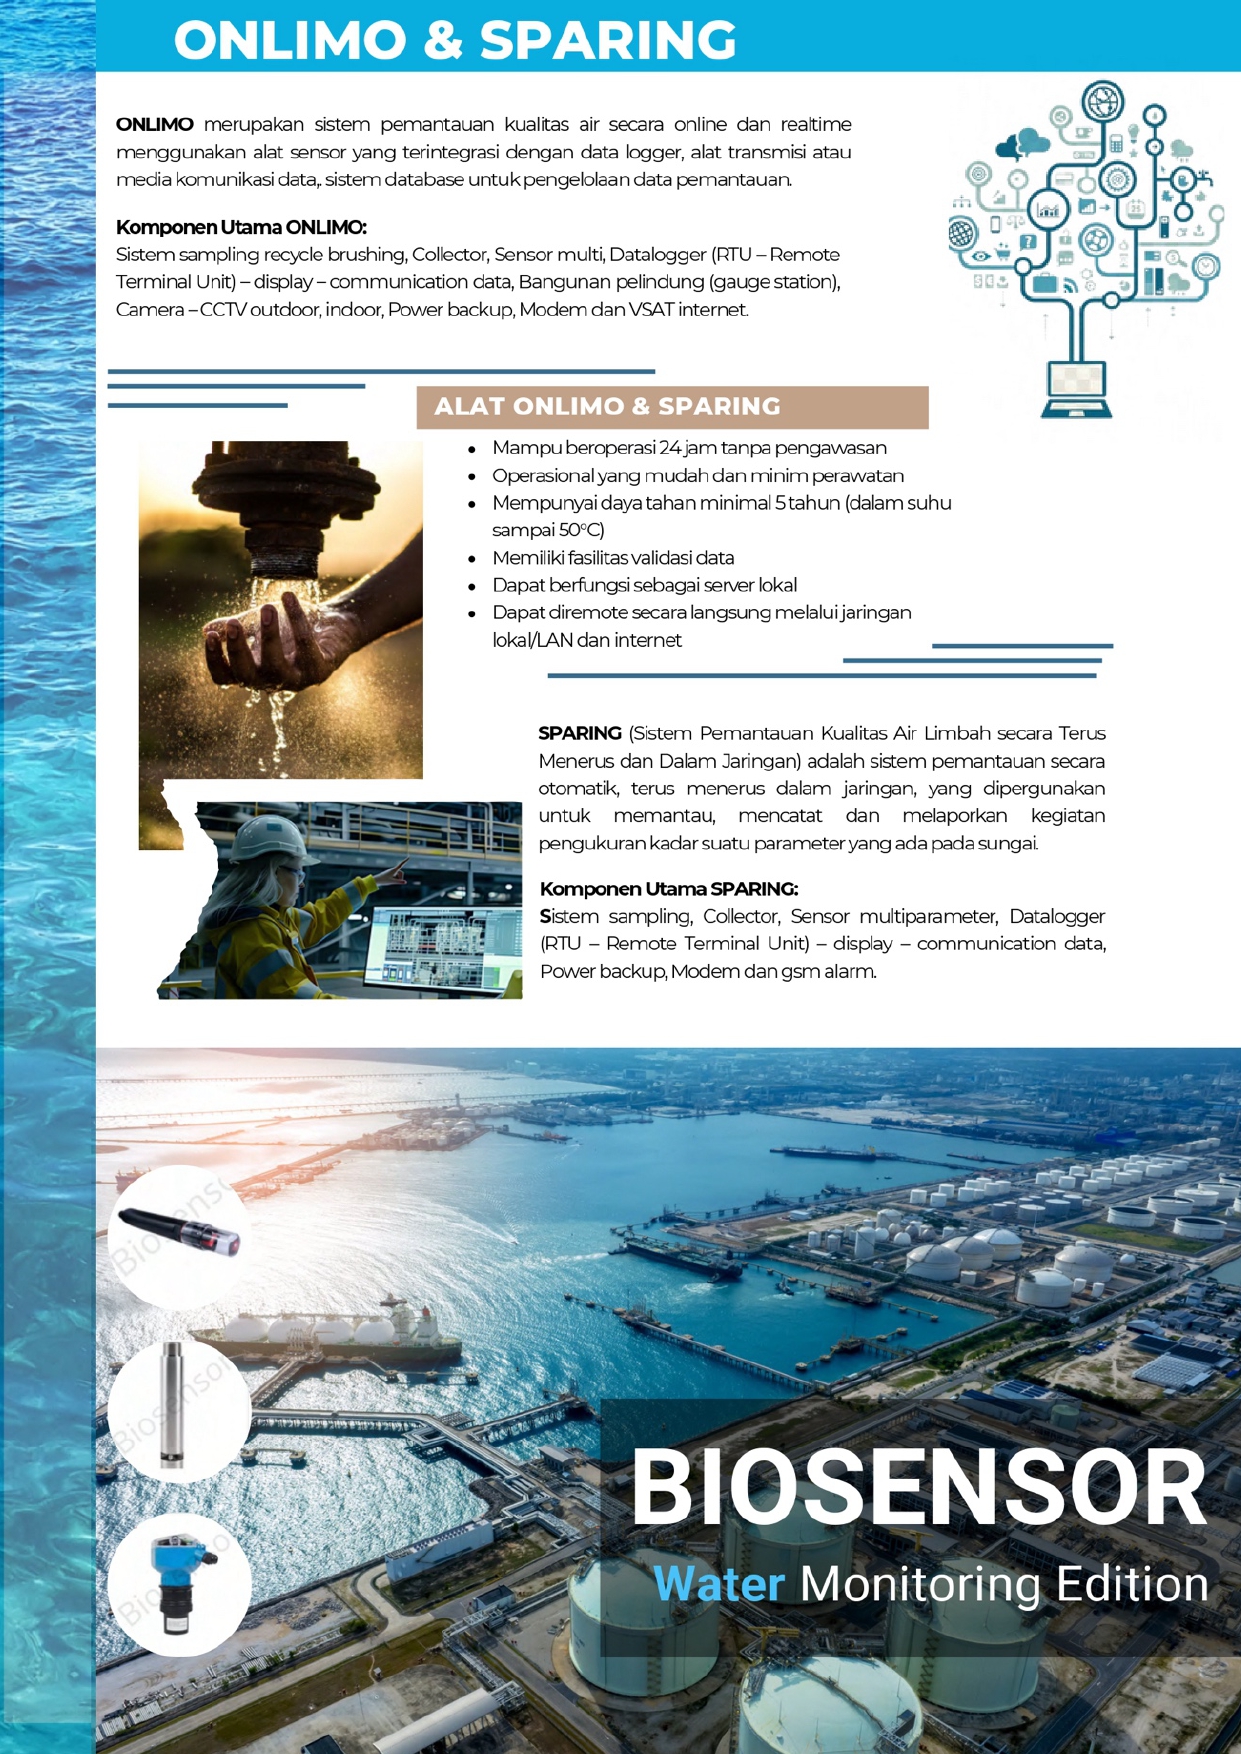 ONLIMO & SPARING
ONLIMO merupakan sistem pemantauan kualitas air secara online dan realtime
menggunakan alat sensor yang terintegrasi dengan data logger, alat transmisi atau
media komunikasi data,. sistem database untuk pengelolaan data pemantauan.
Komponen Utama ONLIMO:
Sistem sampling recycle brushing, Collector, Sensor multi, Datalogger (RTU – Remote
Terminal Unit) – display – communication data, Bangunan pelindung (gauge station),
Camera – CCTV outdoor, indoor, Power backup, Modem dan VSAT internet.
ALAT ONLIMO & SPARING
• Mampu beroperasi 24 jam tanpa pengawasan
• Operasional yang mudah dan minim perawatan
• Mempunyai daya tahan minimal 5 tahun (dalam suhu
sampai 50°C)
• Memiliki fasilitas validasi data
• Dapat berfungsi sebagai server lokal
• Dapat diremote secara langsung melalui jaringan
lokal/LAN dan internet
SPARING (Sistem Pemantauan Kualitas Air Limbah secara Terus
Menerus dan Dalam Jaringan) adalah sistem pemantauan secara
otomatik, terus menerus dalam jaringan, yang dipergunakan
untuk memantau, mencatat dan melaporkan kegiatan
pengukuran kadar suatu parameter yang ada pada sungai.
Komponen Utama SPARING:
Sistem sampling, Collector, Sensor multiparameter, Datalogger
(RTU – Remote Terminal Unit) – display – communication data,
Power backup, Modem dan gsm alarm.
Biosensor
BIOSENSOR
Water Monitoring Edition